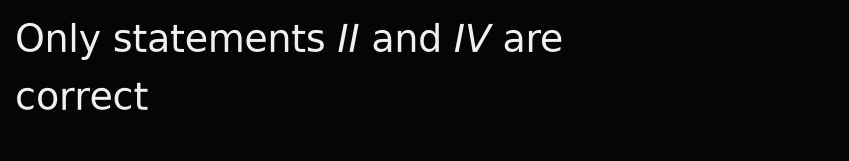 Only statements II and IV are
correct